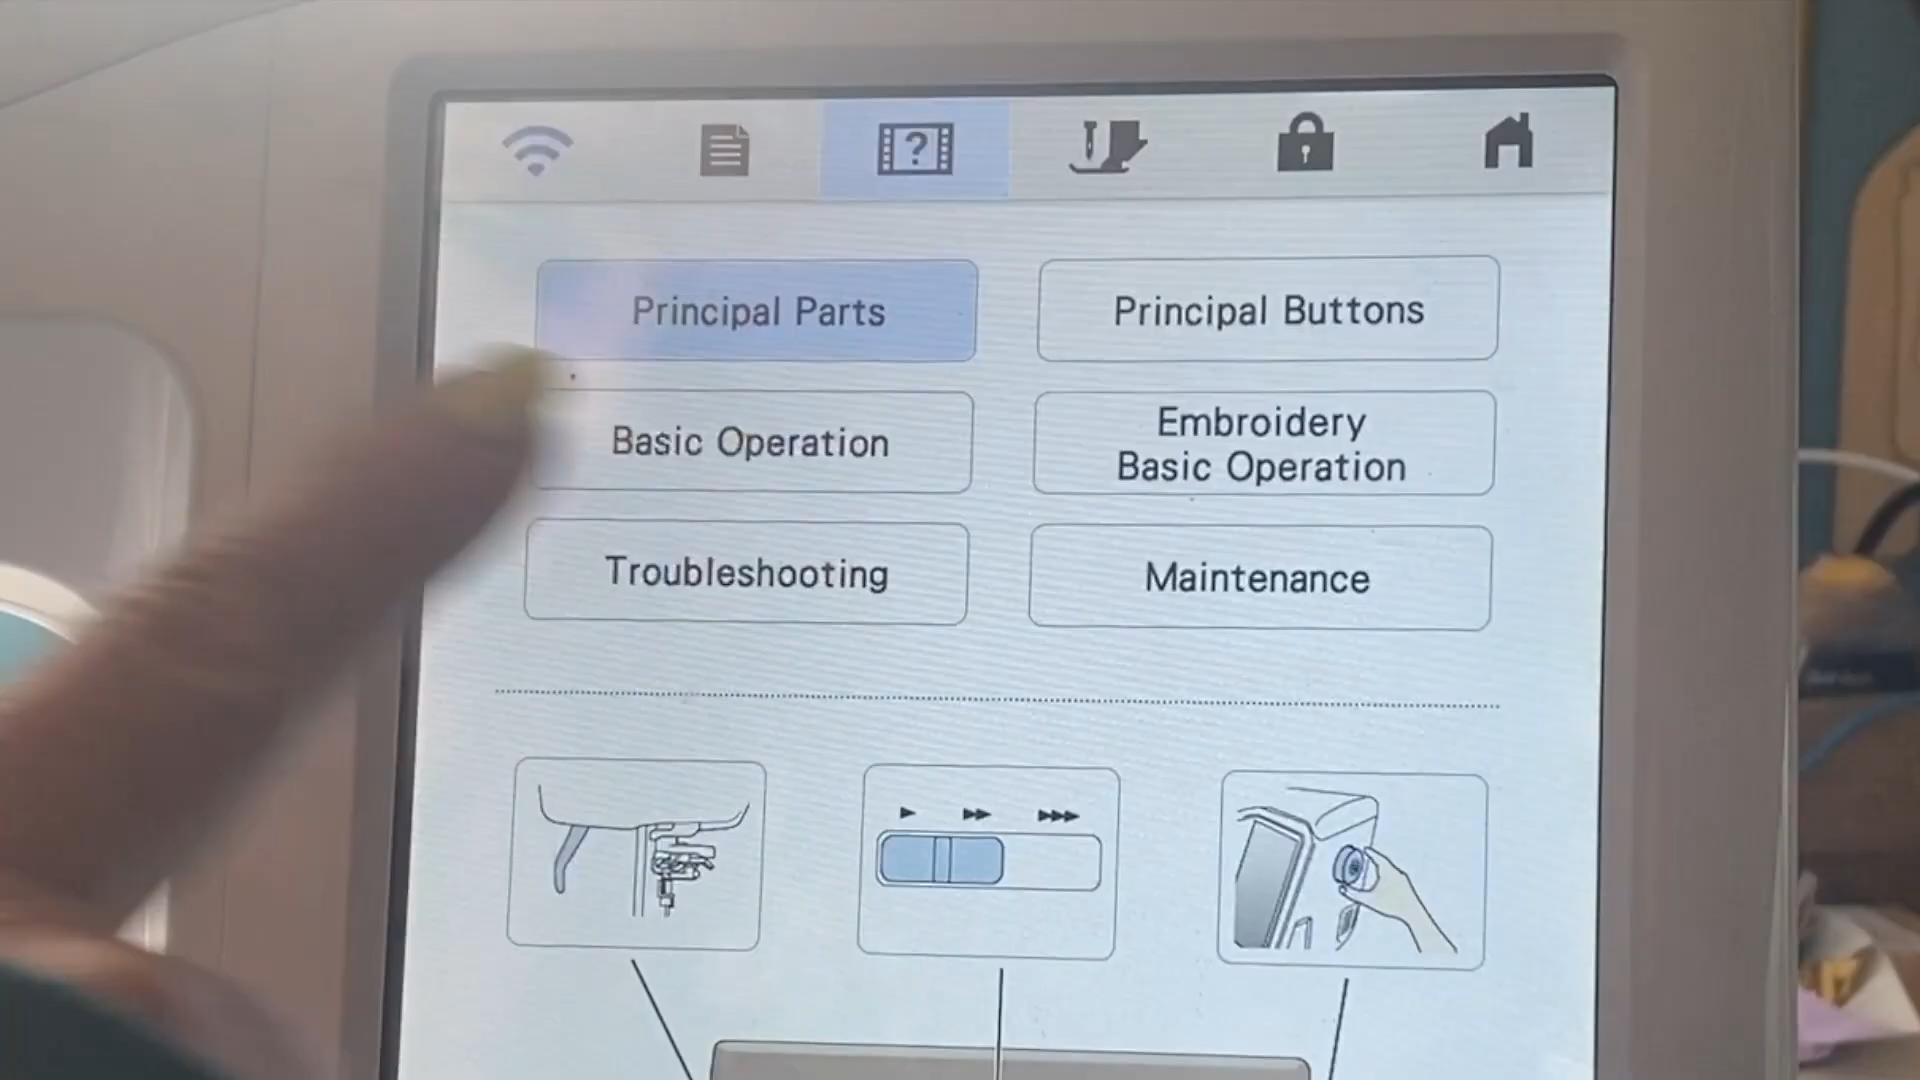 ?
Principal Parts
Principal Buttons
Basic Operation
Embroidery
Basic Operation
Troubleshooting
Maintenance